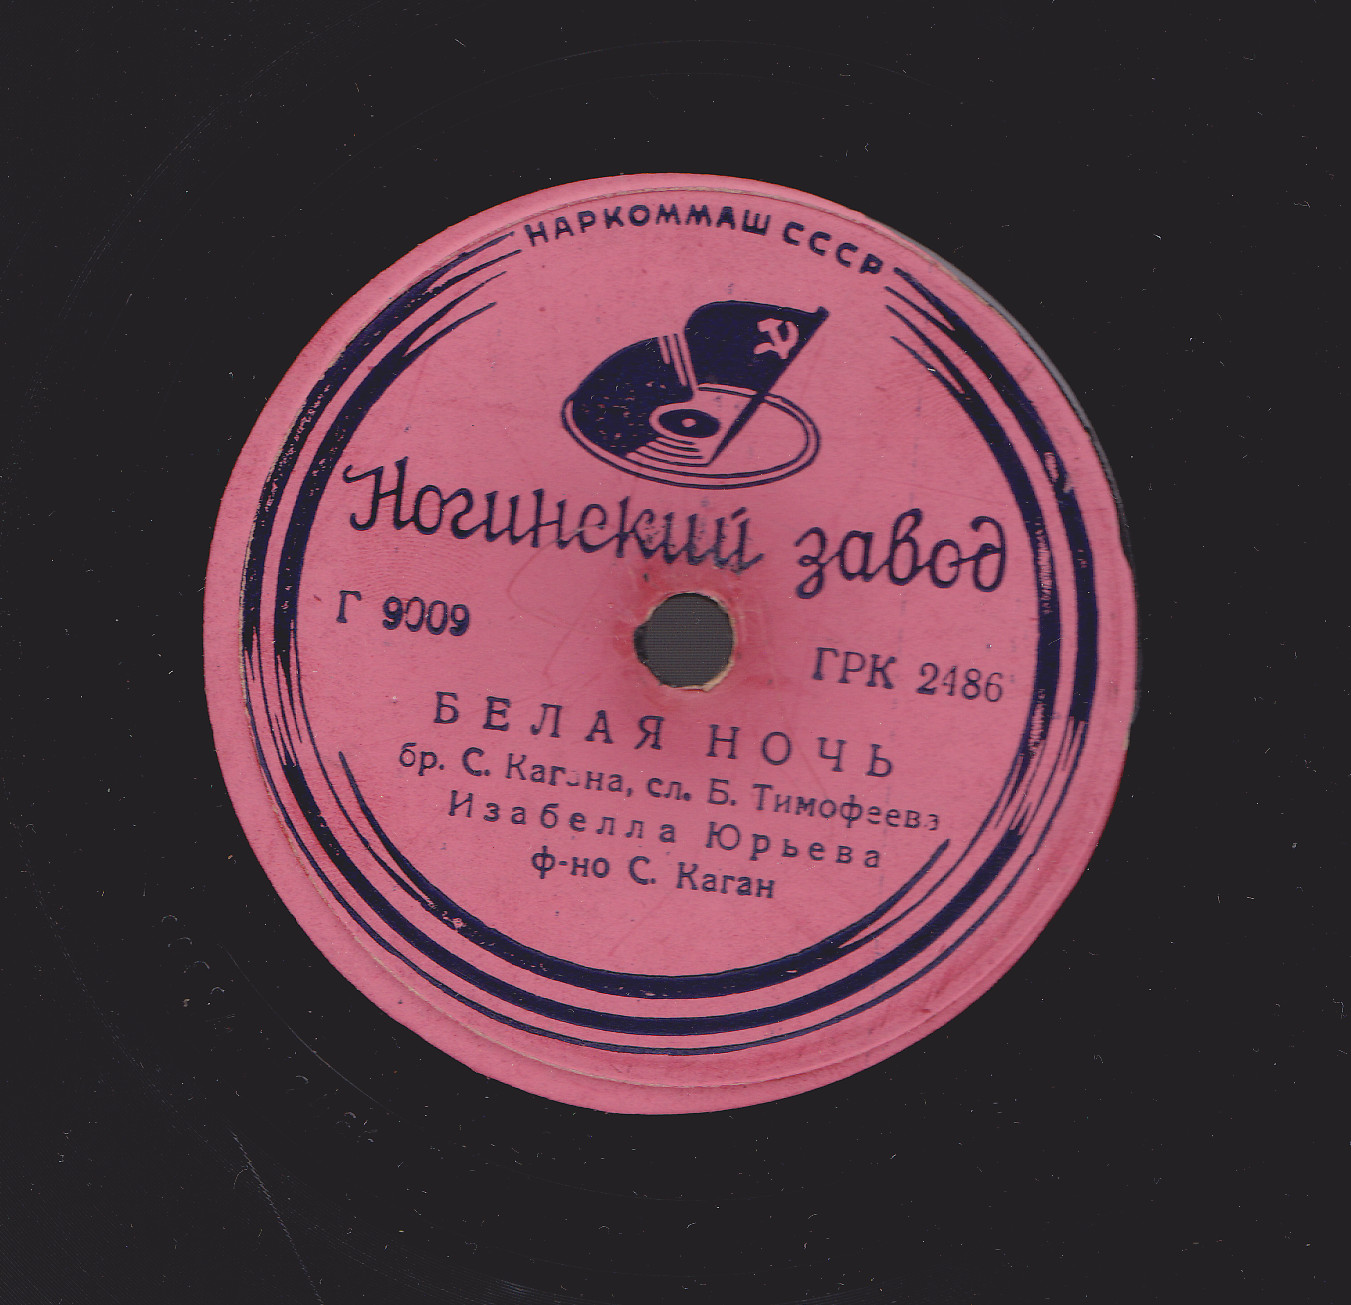 НАРКОММАШ СССР
Ногинский завод
Г 9009
ГРК 2486
БЕЛАЯ НОЧЬ
бр. С. Кагана, сл. Б. Тимофеева
Изабелла Юрьева
ф-но С. Каган